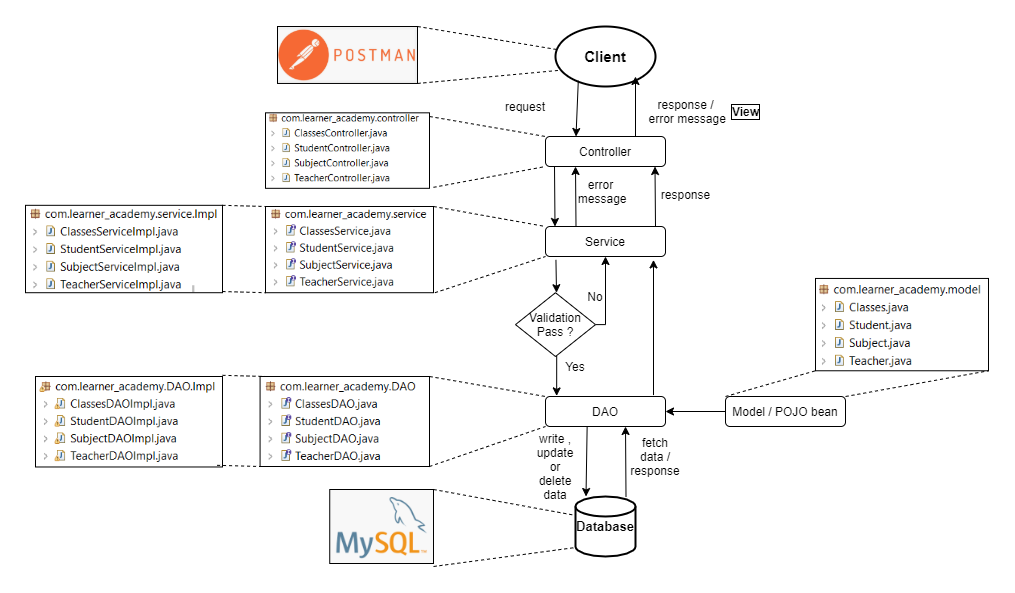 POSTMAN
Client
request
response /
error message
View
com.learner_academy.controller
ClassesController.java
StudentController.java
SubjectController.java
TeacherController.java
Controller
error
message
response
com.learner_academy.service.Impl
ClassesServiceImpl.java
StudentServiceImpl.java
SubjectServiceImpl.java
TeacherServiceImpl.java
com.learner_academy.service
ClassesService.java
StudentService.java
SubjectService.java
TeacherService.java
Service
No
Validation
Pass ?
Yes
com.learner_academy.model
Classes.java
Student.java
Subject.java
Teacher.java
com.learner_academy.DAO.Impl
ClassesDAOImpl.java
StudentDAOImpl.java
SubjectDAOImpl.java
TeacherDAOImpl.java
com.learner_academy.DAO
ClassesDAO.java
StudentDAO.java
SubjectDAO.java
TeacherDAO.java
DAO
Model / POJO bean
write ,
update
or
delete
data
fetch
data /
response
MySQL™
Database